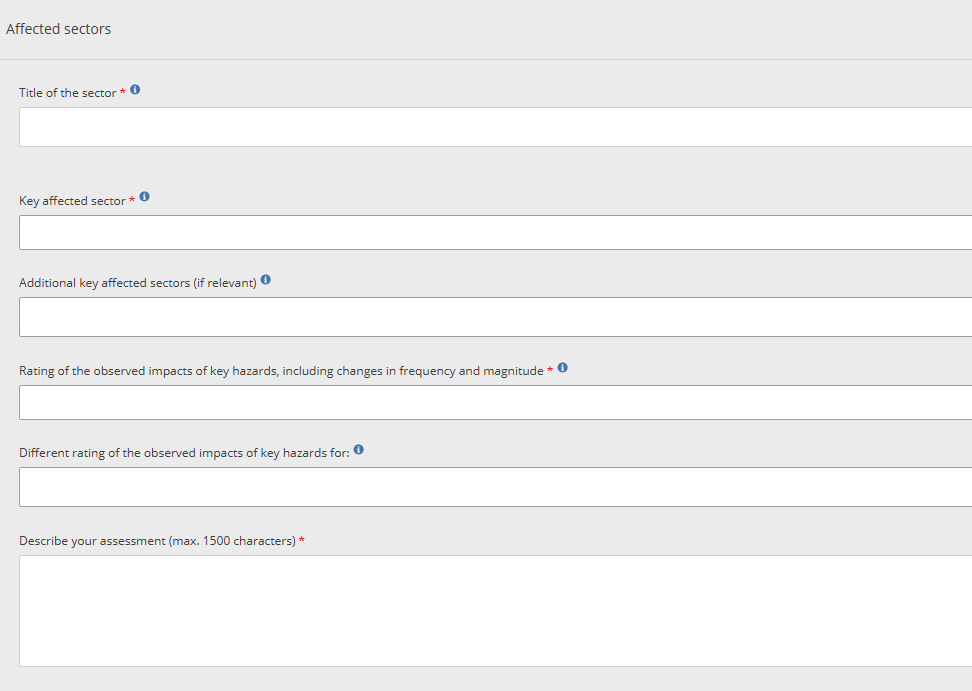 Affected sectors
Title of the sector *
Key affected sector *
Additional key affected sectors (if relevant)
Rating of the observed impacts of key hazards, including changes in frequency and magnitude *
Different rating of the observed impacts of key hazards for:
Describe your assessment (max. 1500 characters) *